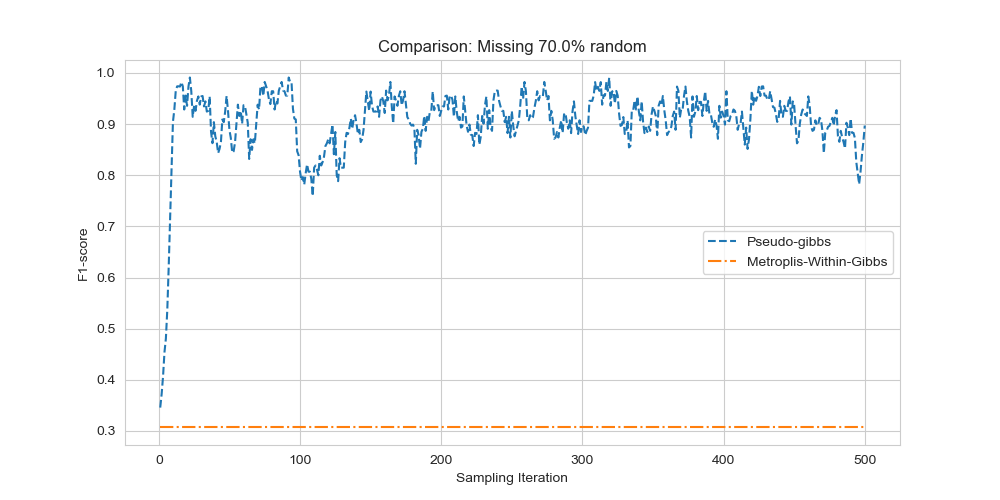 Comparison: Missing 70.0% random
1.0
0.9
0.8
0.7
0.6
0.5
0.4
0.3
F1-score
Pseudo-gibbs
Metroplis-Within-Gibbs
0 100 200 300 400 500
Sampling Iteration